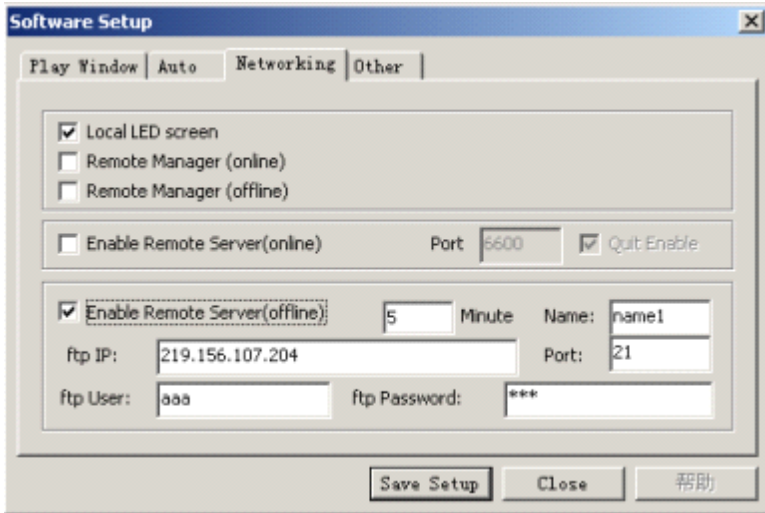 Software Setup
Play Window Auto Networking Other
Local LED screen
Remote Manager (online)
Remote Manager (offline)
Enable Remote Server(online) Port 6600 Quit Enable
Enable Remote Server(offline) 5 Minute Name: name1
ftp IP: 219.156.107.204 Port: 21
ftp User: aaa ftp Password: ***
Save Setup Close 帮助